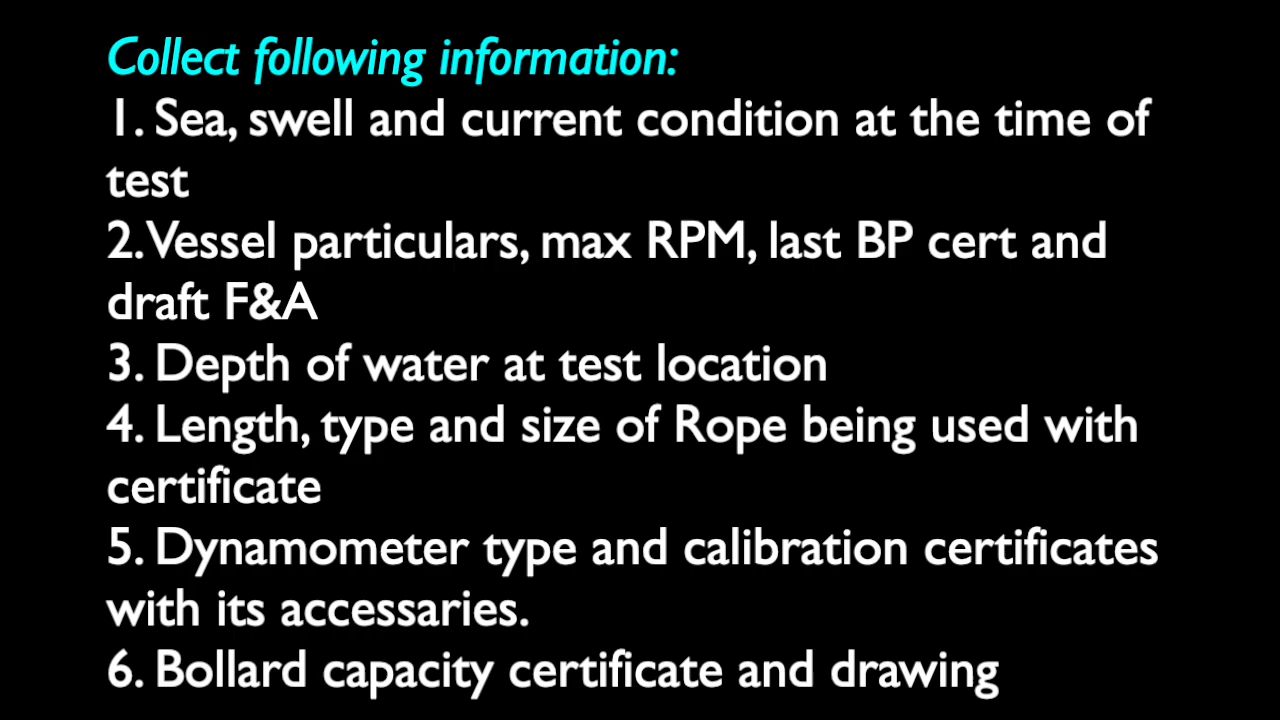 Collect following information:
1. Sea, swell and current condition at the time of
test
2. Vessel particulars, max RPM, last BP cert and
draft F&A
3. Depth of water at test location
4. Length, type and size of Rope being used with
certificate
5. Dynamometer type and calibration certificates
with its accessaries.
6. Bollard capacity certificate and drawing